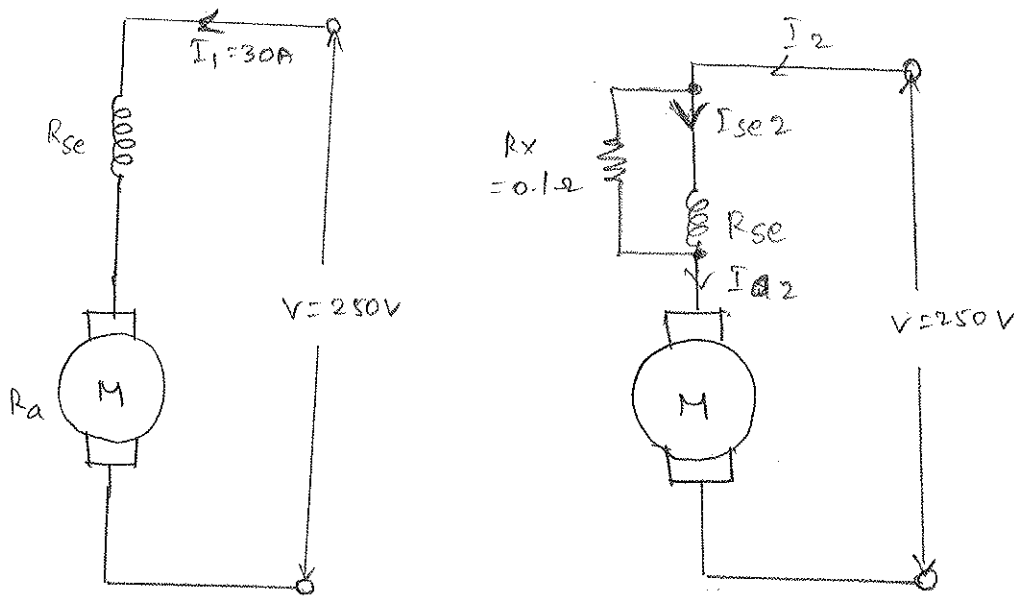 I₁=30A
Rse
V=250V
Ra
M
I₂
Ise2
Rx
=0.1Ω
Rse
Ia2
V=250V
M